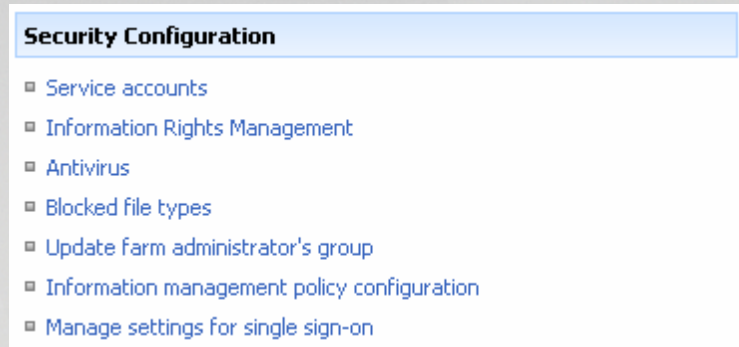 Security Configuration
Service accounts
Information Rights Management
Antivirus
Blocked file types
Update farm administrator's group
Information management policy configuration
Manage settings for single sign-on